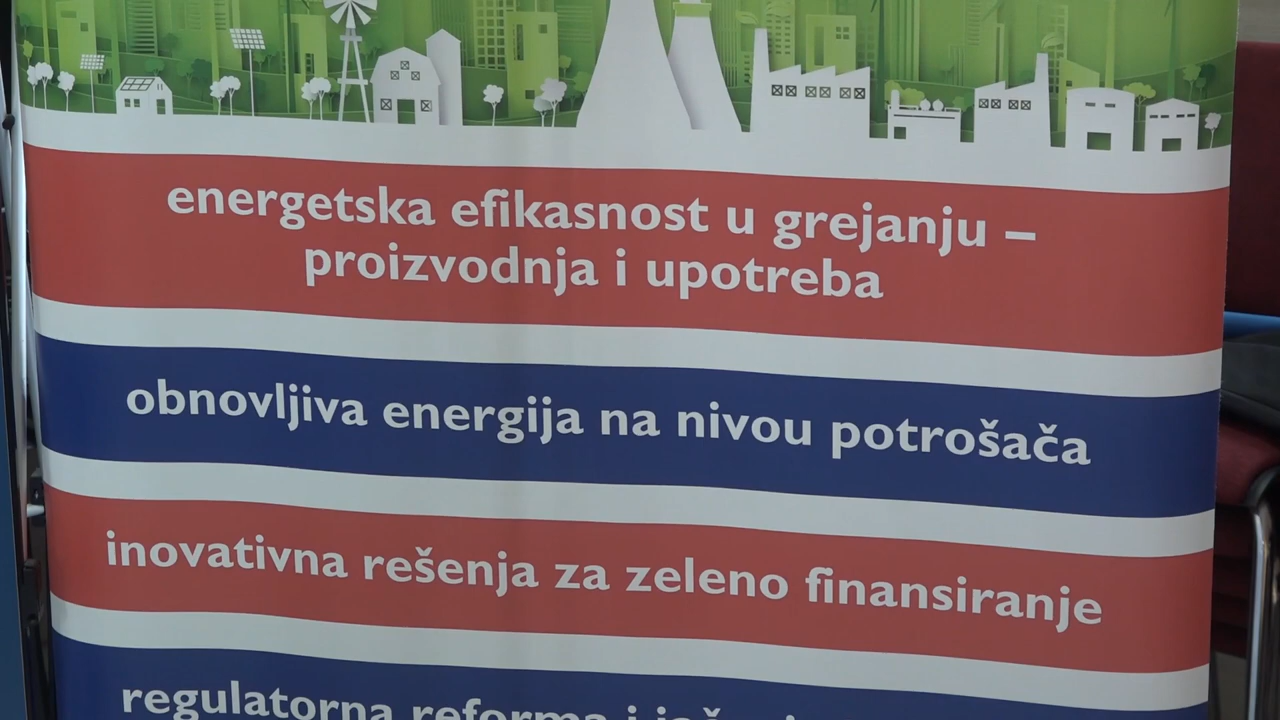 energetska efikasnost u grejanju –
proizvodnja i upotreba
obnovljiva energija na nivou potrošača
inovativna rešenja za zeleno finansiranje
regulatorna reforma i